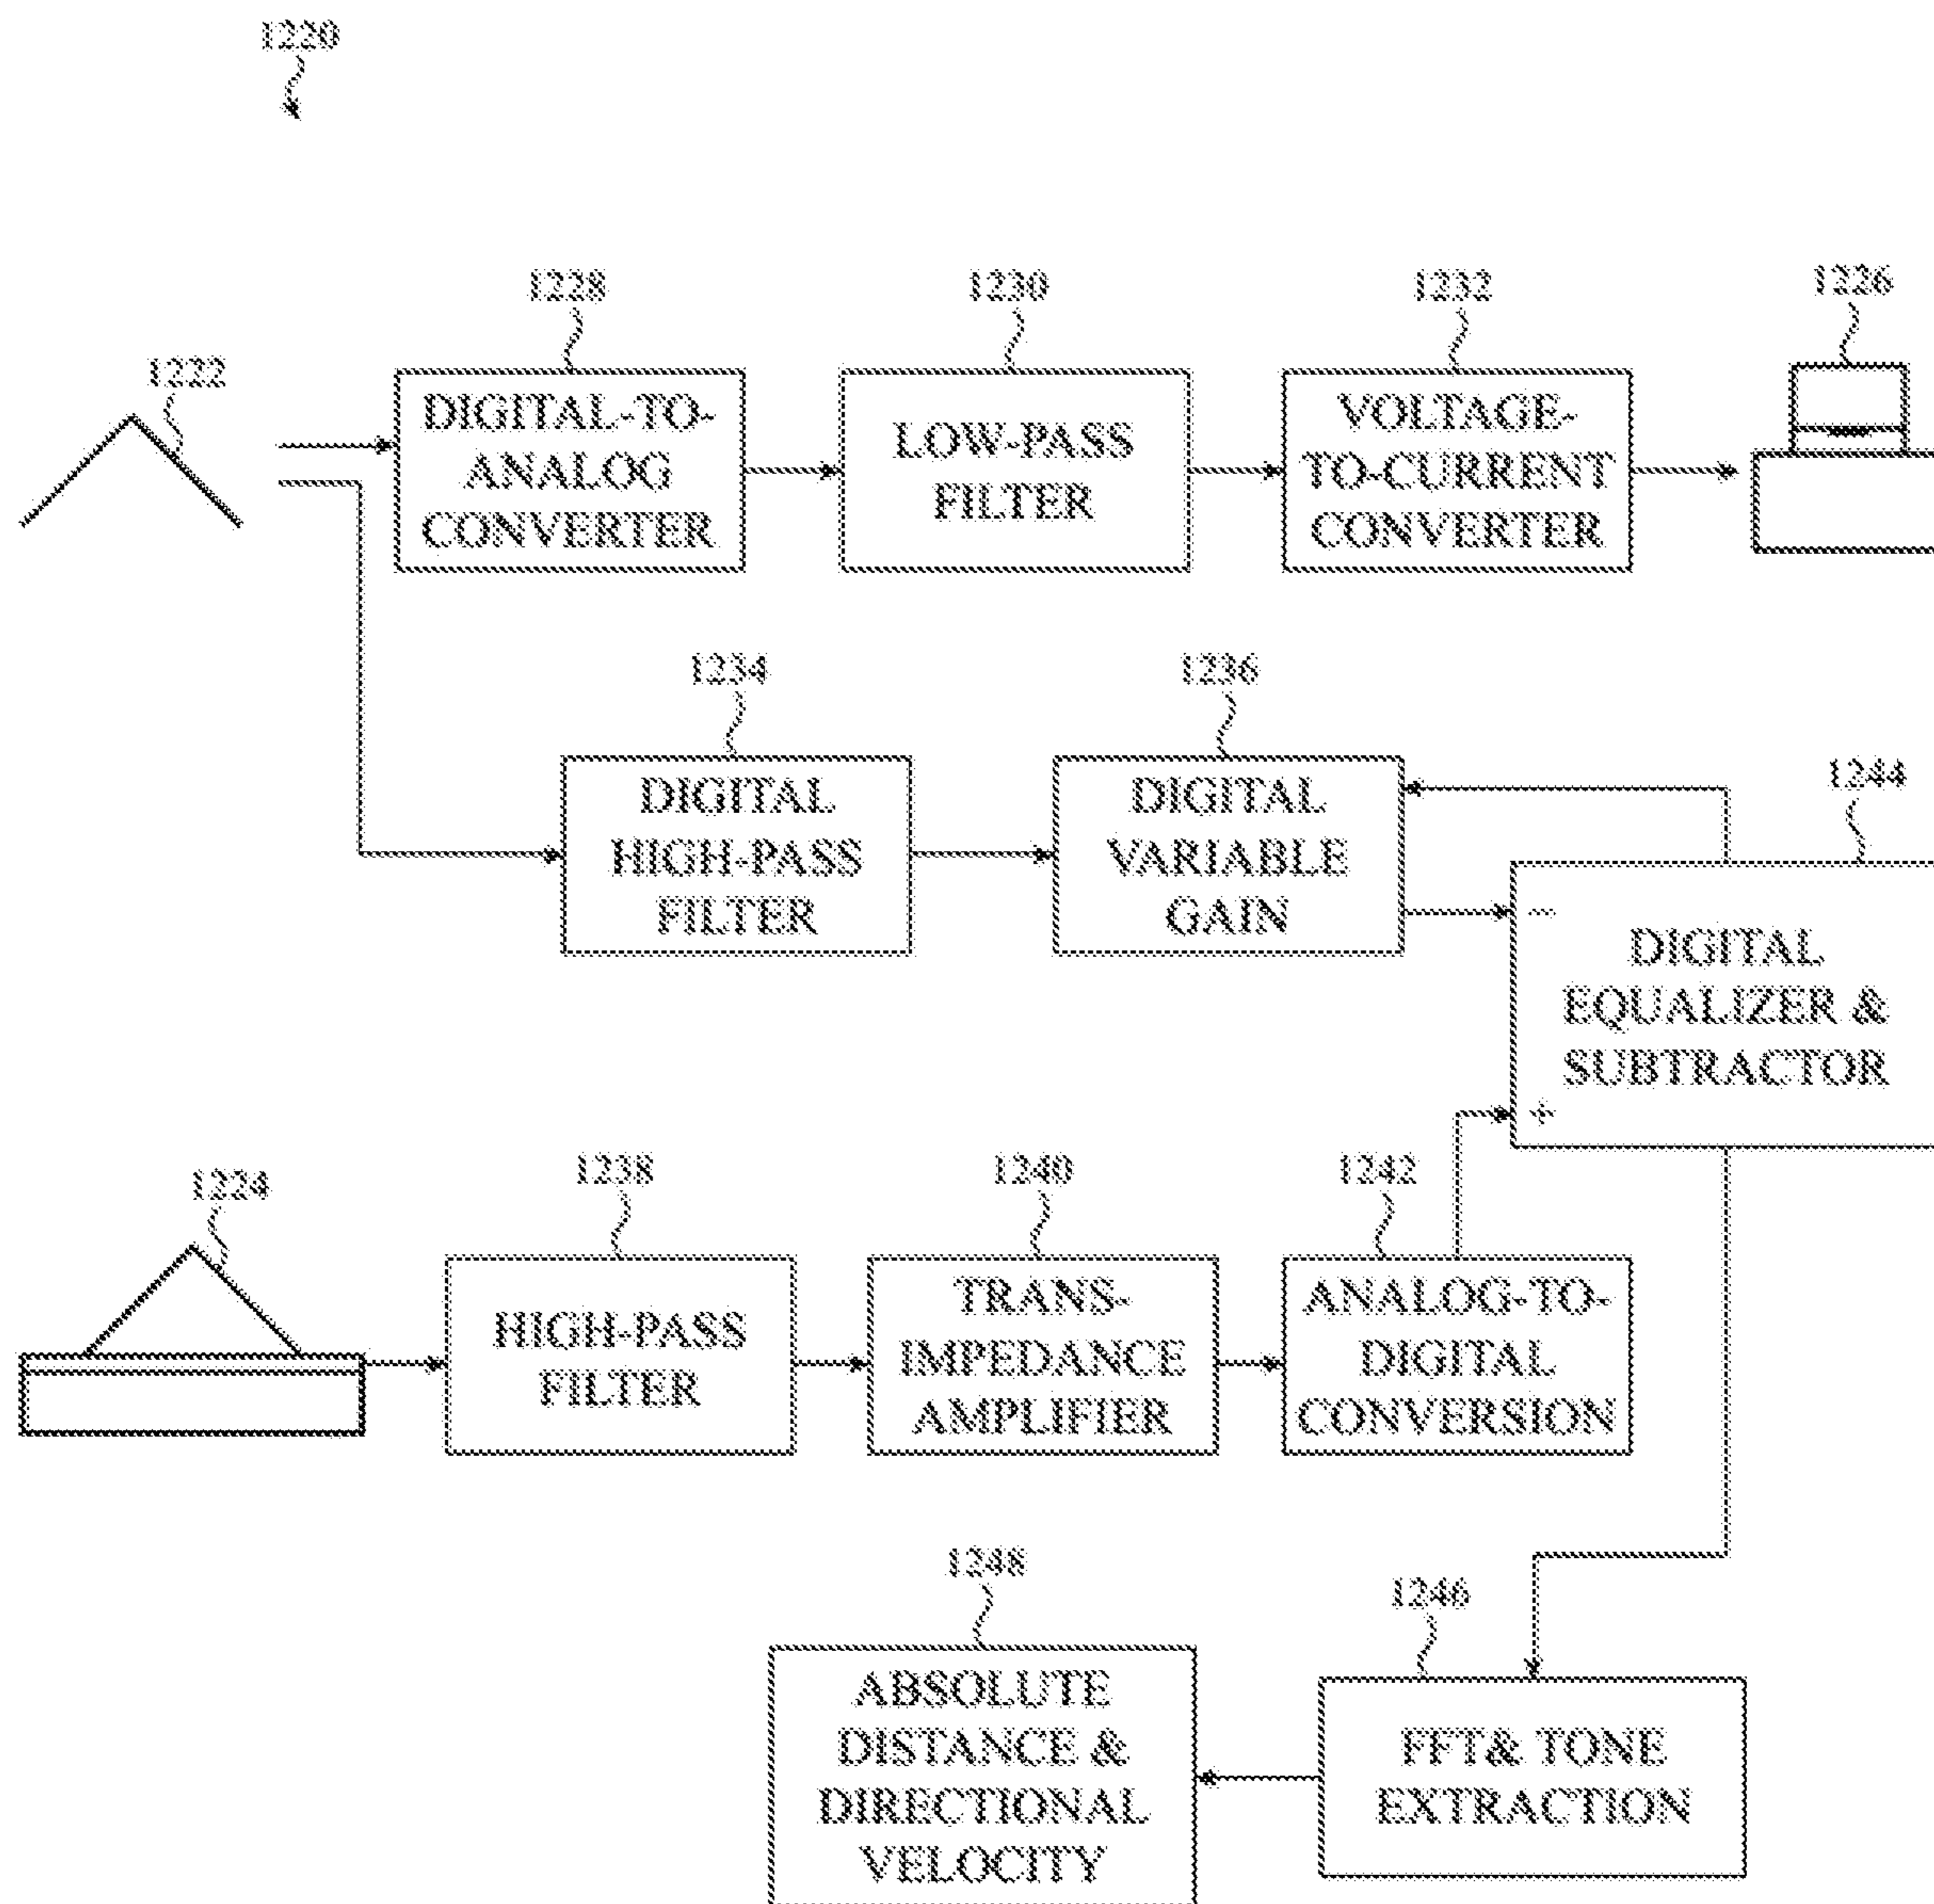 1220
1228
1230
1232
1226
1222
DIGITAL-TO-
ANALOG
CONVERTER
LOW-PASS
FILTER
VOLTAGE-
TO-CURRENT
CONVERTER
1234
1236
1244
DIGITAL
HIGH-PASS
FILTER
DIGITAL
VARIABLE
GAIN
–
DIGITAL
EQUALIZER &
SUBTRACTOR
+
1224
1238
1240
1242
HIGH-PASS
FILTER
TRANS-
IMPEDANCE
AMPLIFIER
ANALOG-TO-
DIGITAL
CONVERSION
1248
1246
ABSOLUTE
DISTANCE &
DIRECTIONAL
VELOCITY
FFT& TONE
EXTRACTION